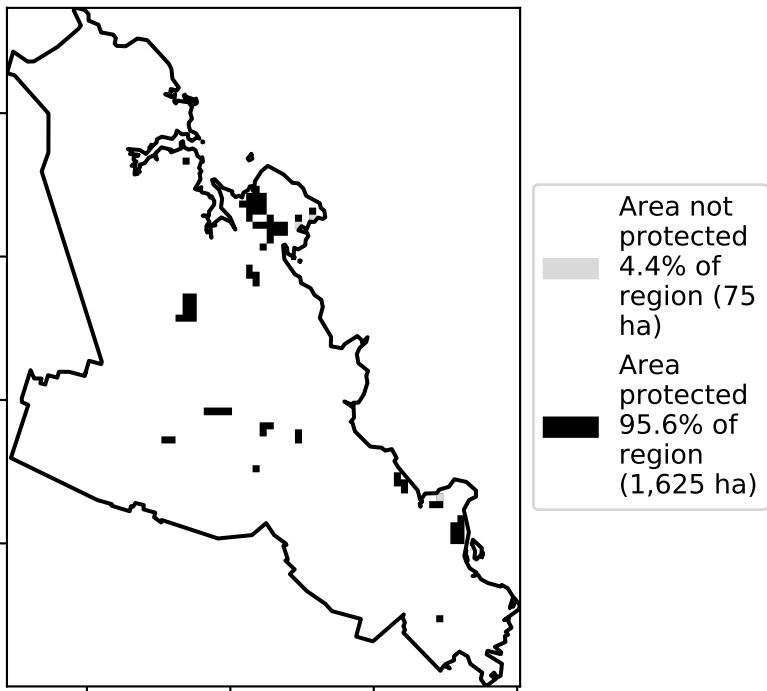 Area not
protected
4.4% of
region (75
ha)
Area
protected
95.6% of
region
(1,625 ha)